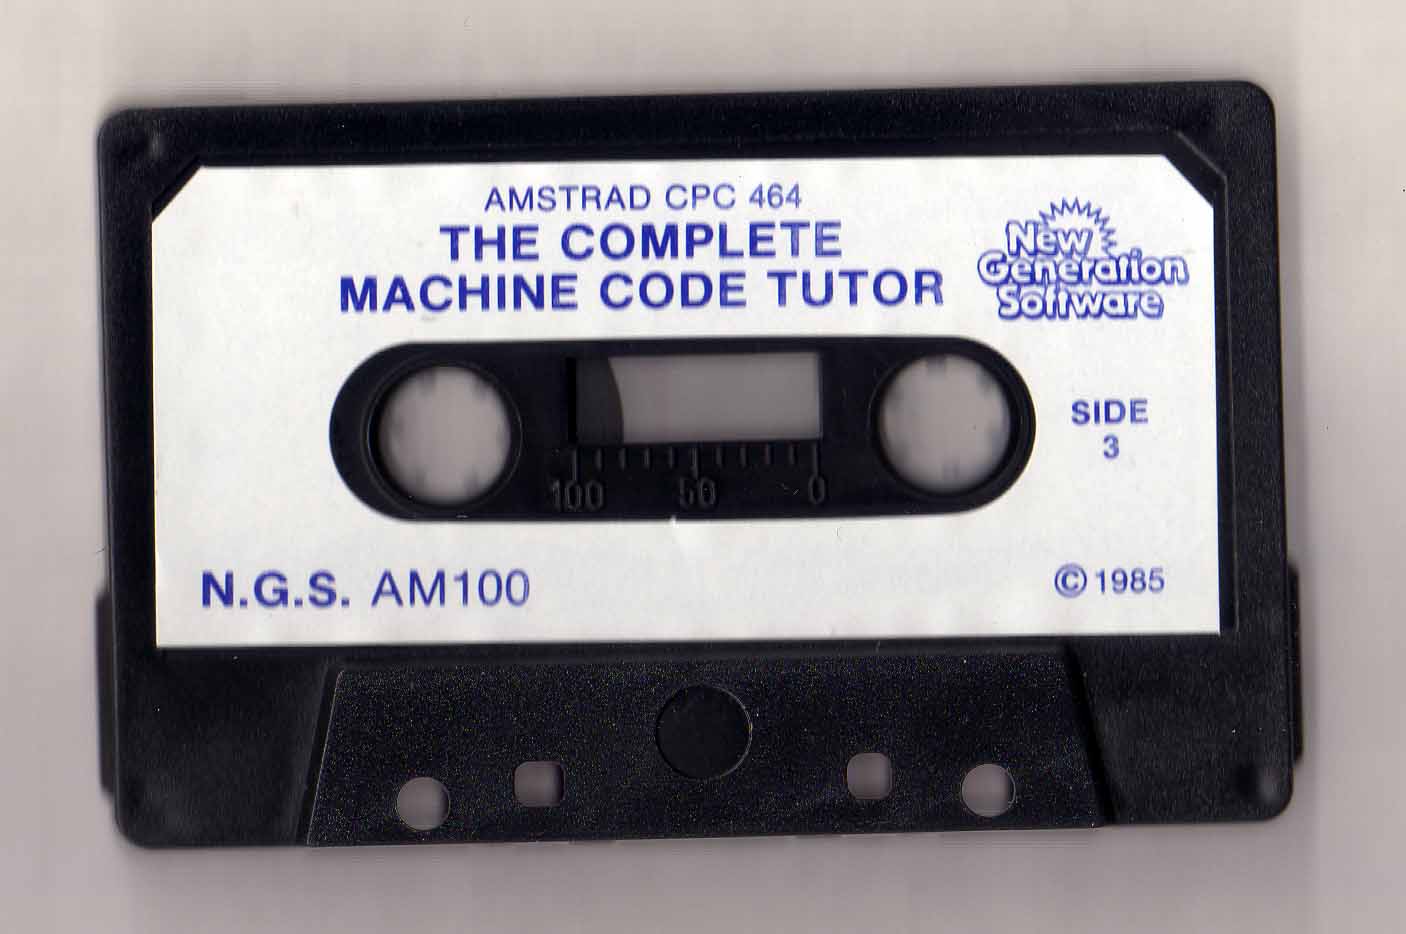 AMSTRAD CPC 464
THE COMPLETE
MACHINE CODE TUTOR
New
Generation
Software
SIDE
3
100 50 0
N.G.S. AM100
© 1985